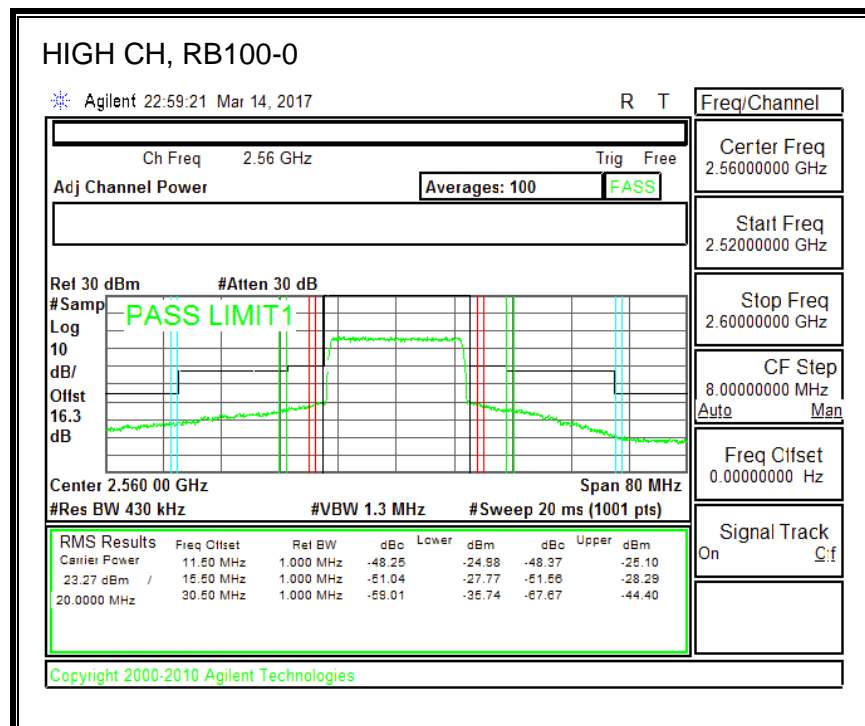 HIGH CH, RB100-0
Agilent 22:59:21 Mar 14, 2017 R T
Ch Freq 2.56 GHz Trig Free
Adj Channel Power Averages: 100 PASS
Ref 30 dBm #Atten 30 dB
#Samp
Log
10
dB/
Offst
16.3
dB
PASS LIMIT1
Center 2.560 00 GHz Span 80 MHz
#Res BW 430 kHz #VBW 1.3 MHz #Sweep 20 ms (1001 pts)
RMS Results Freq Offset Ref BW dBc Lower dBm dBc Upper dBm
Carrier Power 11.50 MHz 1.000 MHz -48.25 -24.98 -48.37 -25.10
23.27 dBm / 15.50 MHz 1.000 MHz -51.04 -27.77 -51.56 -28.29
20.0000 MHz 30.50 MHz 1.000 MHz -59.01 -35.74 -67.67 -44.40
Copyright 2000-2010 Agilent Technologies
Freq/Channel
Center Freq
2.56000000 GHz
Start Freq
2.52000000 GHz
Stop Freq
2.60000000 GHz
CF Step
8.00000000 MHz
Auto Man
Freq Offset
0.00000000 Hz
Signal Track
On Off